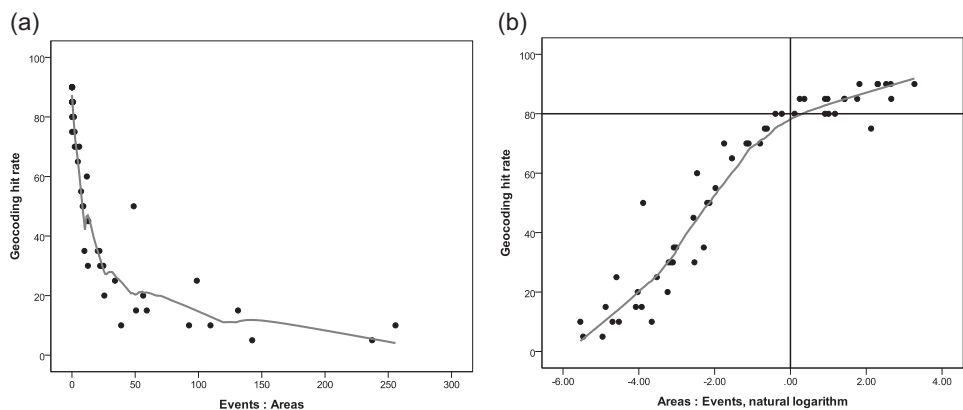 (a)
100
80
60
40
20
0
Geocoding hit rate
0 50 100 150 200 250 300
Events : Areas
(b)
100
80
60
40
20
0
Geocoding hit rate
-6.00 -4.00 -2.00 .00 2.00 4.00
Areas : Events, natural logarithm